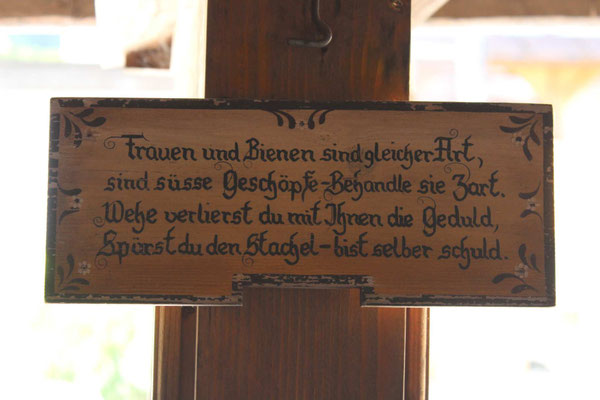 Frauen und Bienen sind gleicher Art,
sind süsse Geschöpfe-Behandle sie Zart.
Wehe verlierst du mit Ihnen die Geduld,
Spürst du den Stachel-bist selber schuld.